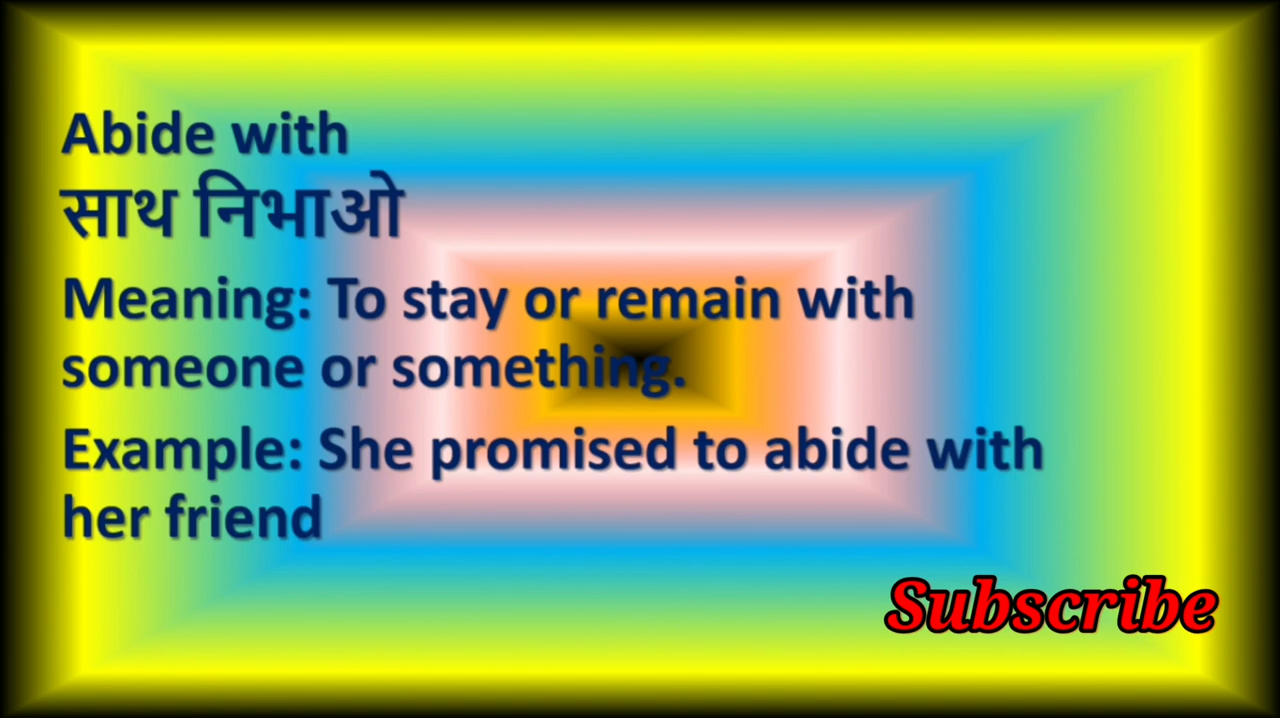 Abide with
साथ निभाओ
Meaning: To stay or remain with
someone or something.
Example: She promised to abide with
her friend
Subscribe